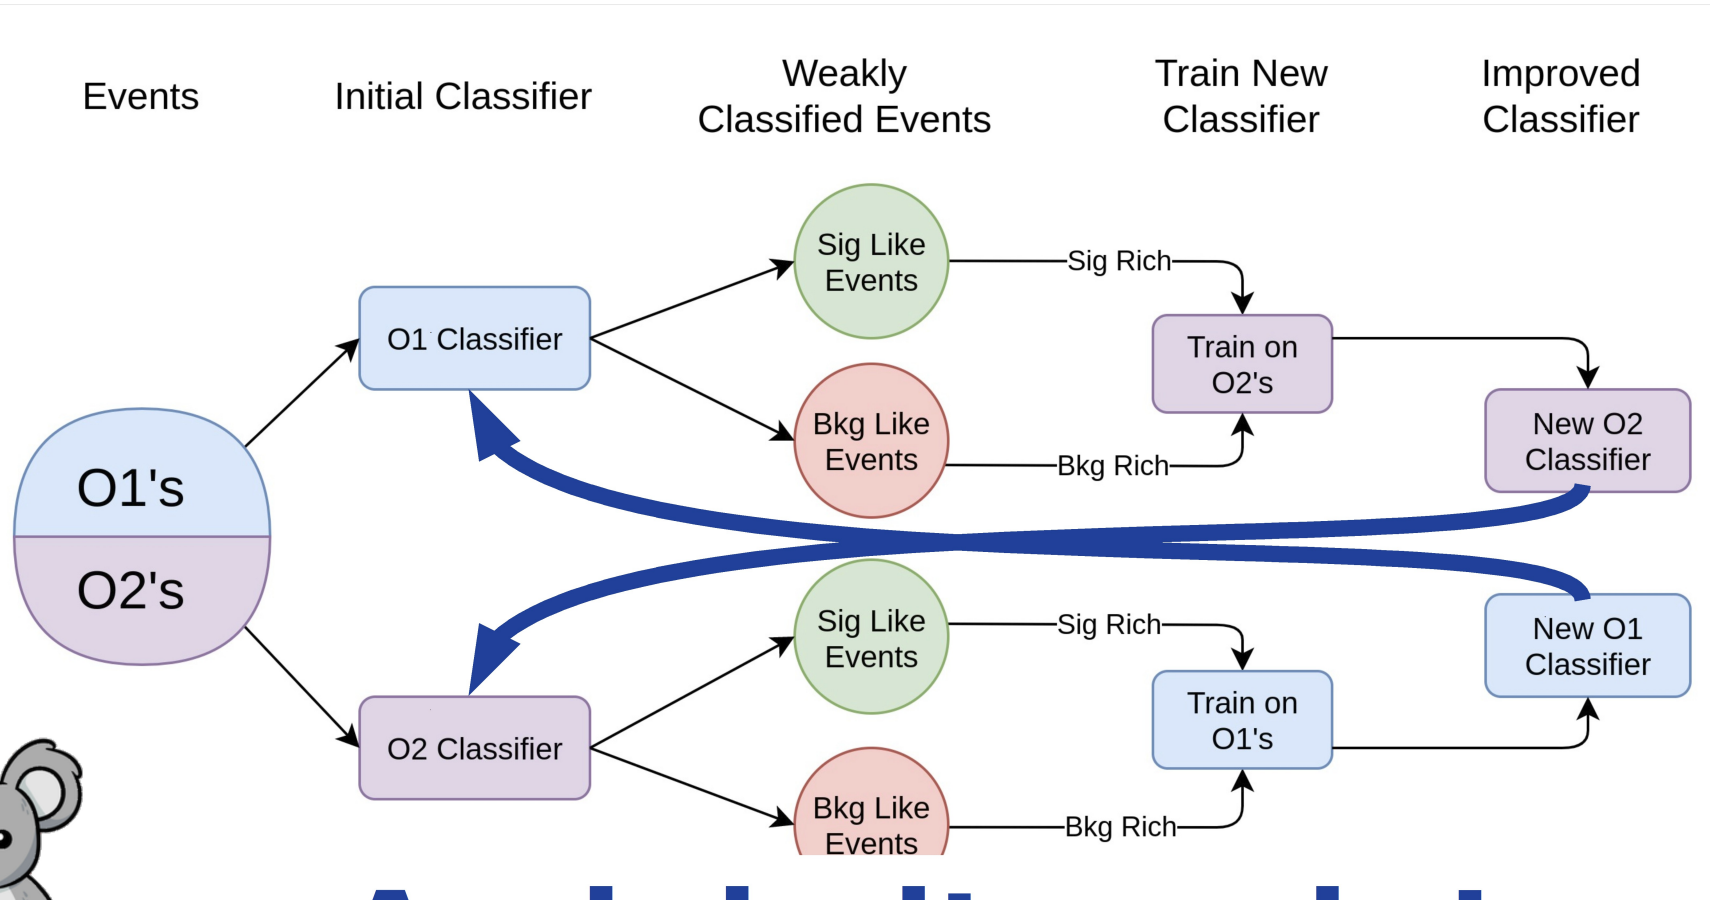 Events
Initial Classifier
Weakly
Classified Events
Train New
Classifier
Improved
Classifier
Sig Like
Events
Sig Rich
O1 Classifier
Train on
O2's
Bkg Like
Events
Bkg Rich
New O2
Classifier
O1's
O2's
Sig Like
Events
Sig Rich
New O1
Classifier
O2 Classifier
Train on
O1's
Bkg Like
Events
Bkg Rich